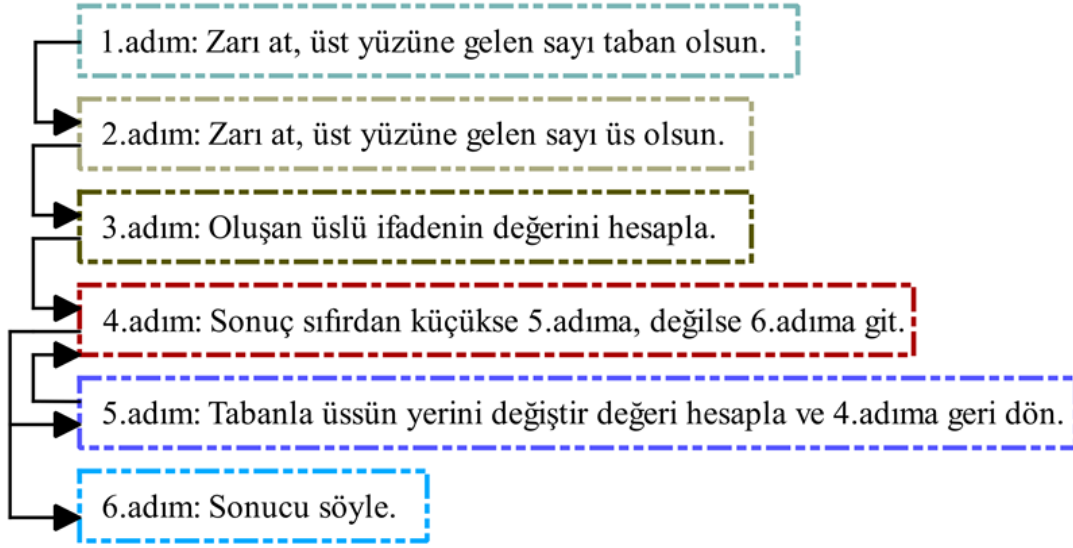 1.adım: Zarı at, üst yüzüne gelen sayı taban olsun.
2.adım: Zarı at, üst yüzüne gelen sayı üs olsun.
3.adım: Oluşan üslü ifadenin değerini hesapla.
4.adım: Sonuç sıfırdan küçükse 5.adıma, değilse 6.adıma git.
5.adım: Tabanla üssün yerini değiştir değeri hesapla ve 4.adıma geri dön.
6.adım: Sonucu söyle.